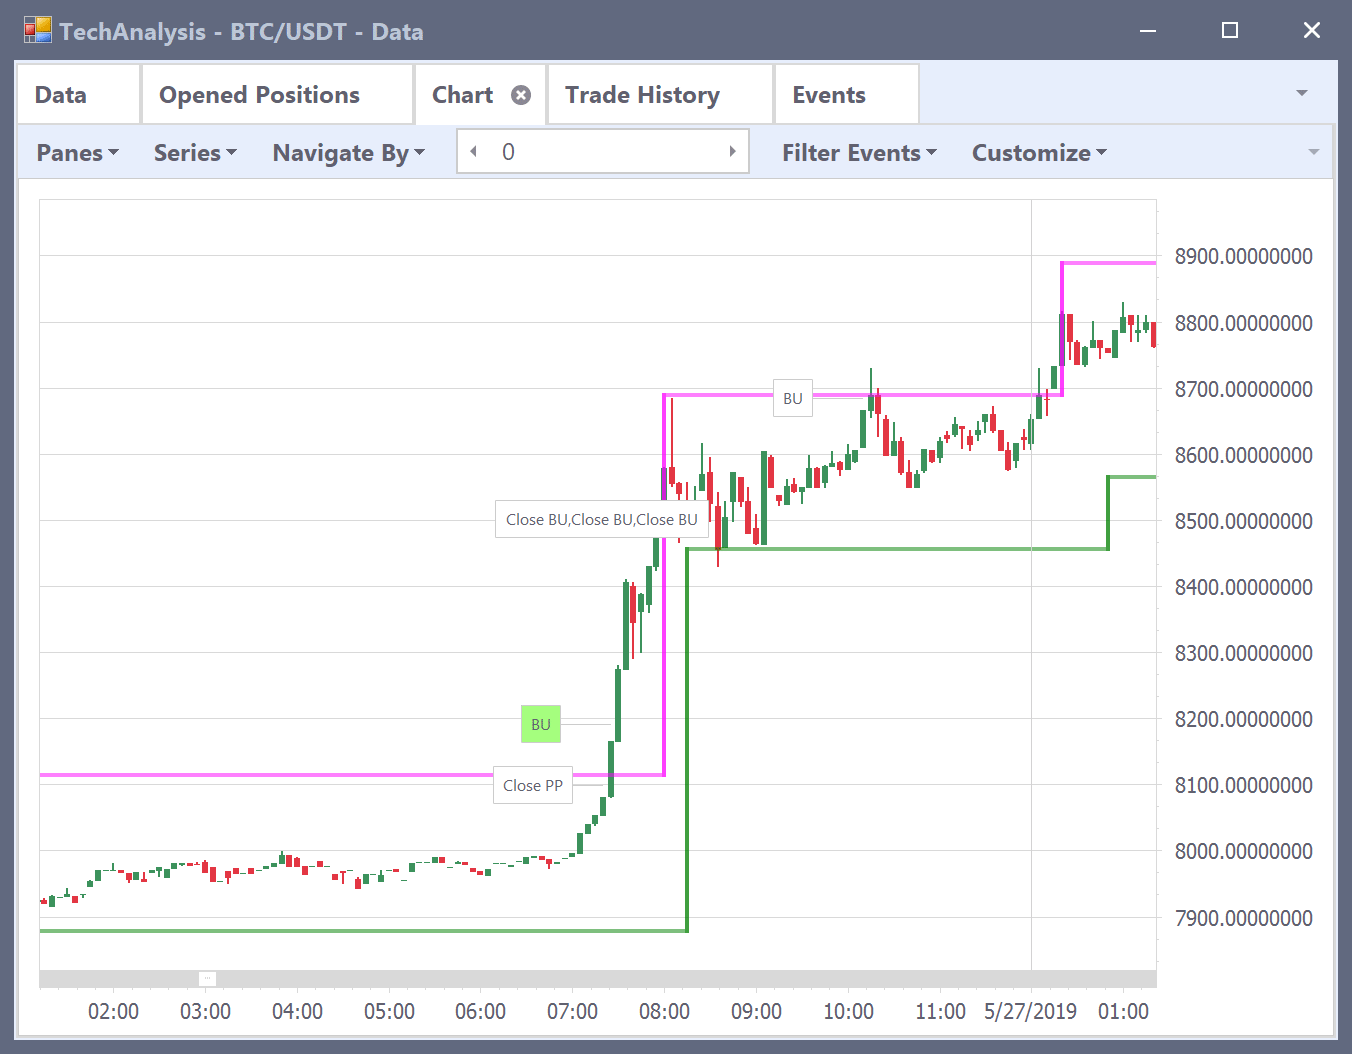 TechAnalysis - BTC/USDT - Data
Data Opened Positions Chart Trade History Events
Panes Series Navigate By 0 Filter Events Customize
8900.00000000
8800.00000000
8700.00000000
BU
8600.00000000
Close BU,Close BU,Close BU
8500.00000000
8400.00000000
8300.00000000
BU
8200.00000000
Close PP
8100.00000000
8000.00000000
7900.00000000
02:00 03:00 04:00 05:00 06:00 07:00 08:00 09:00 10:00 11:00 5/27/2019 01:00